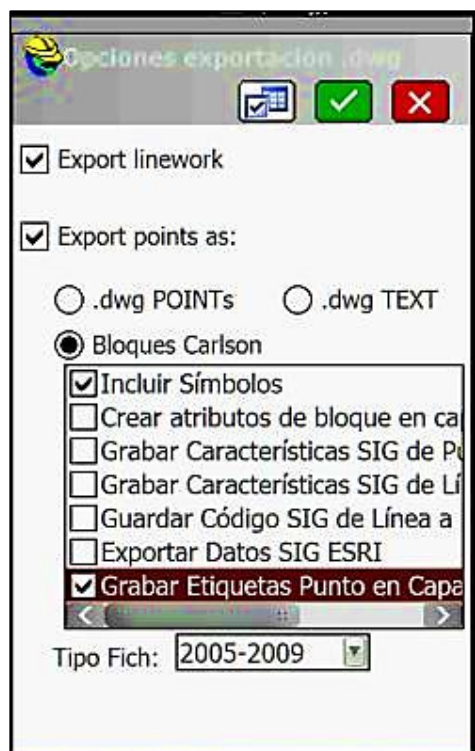 Opciones exportación .dwg
Export linework
Export points as:
.dwg POINTs .dwg TEXT
Bloques Carlson
Incluir Símbolos
Crear atributos de bloque en ca
Grabar Características SIG de P
Grabar Características SIG de Lí
Guardar Código SIG de Línea a
Exportar Datos SIG ESRI
Grabar Etiquetas Punto en Capa
Tipo Fich: 2005-2009